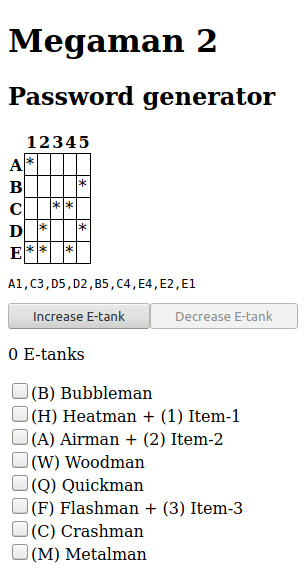 Megaman 2
Password generator
1 2 3 4 5
A *
B *
C * *
D * *
E * * *
A1,C3,D5,D2,B5,C4,E4,E2,E1
Increase E-tank Decrease E-tank
0 E-tanks
(B) Bubbleman
(H) Heatman + (1) Item-1
(A) Airman + (2) Item-2
(W) Woodman
(Q) Quickman
(F) Flashman + (3) Item-3
(C) Crashman
(M) Metalman